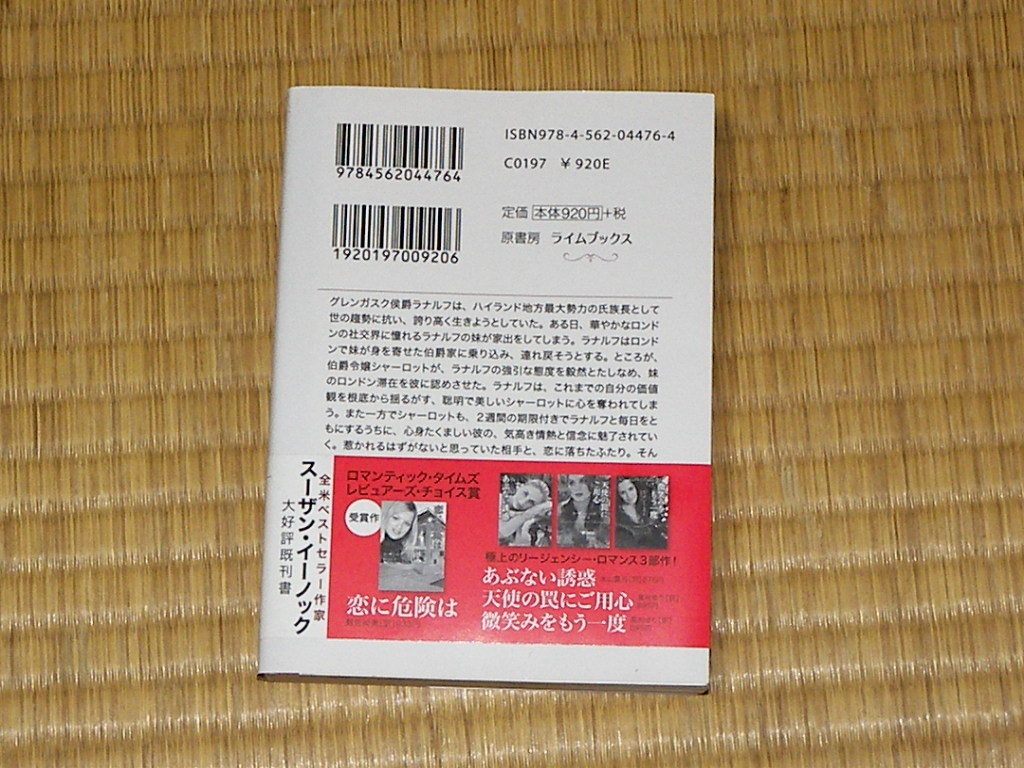 ISBN978-4-562-04476-4
C0197 ¥920E
9784562044764
定価 本体920円+税
原書房 ライムブックス
1920197009206
グレンガスク侯爵ラナルフは、ハイランド地方最大勢力の氏族長として
世の趨勢に抗い、誇り高く生きようとしていた。ある日、華やかなロンド
ンの社交界に憧れるラナルフの妹が家出をしてしまう。ラナルフはロンド
ンで妹が身を寄せた伯爵家に乗り込み、連れ戻そうとする。ところが、
伯爵令嬢シャーロットが、ラナルフの強引な態度を毅然とたしなめ、妹
のロンドン滞在を彼に認めさせた。ラナルフは、これまでの自分の価値
観を根底から揺るがす、聡明で美しいシャーロットに心を奪われてしま
う。また一方でシャーロットも、2週間の期限付きでラナルフと毎日をと
もにするうちに、心身たくましい彼の、気高き情熱と信念に魅了されてい
く。惹かれるはずがないと思っていた相手と、恋に落ちたふたり。そん
全米ベストセラー作家
スーザン・イーノック
大好評既刊書
ロマンティック・タイムズ
レビュアーズ・チョイス賞
受賞作
恋に危険は
極上のリージェンシー・ロマンス3部作!
あぶない誘惑
天使の罠にご用心
微笑みをもう一度